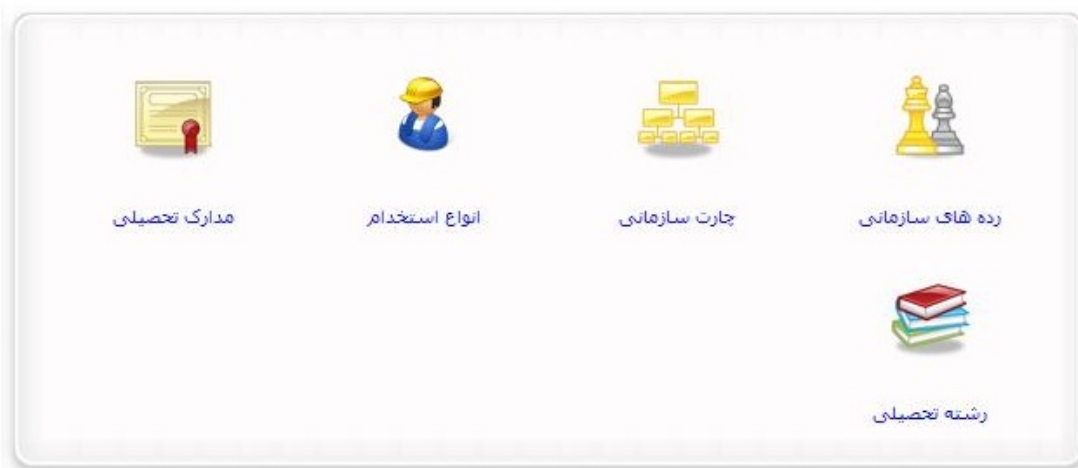 رده های سازمانی
چارت سازمانی
انواع استخدام
مدارک تحصیلی
رشته تحصیلی